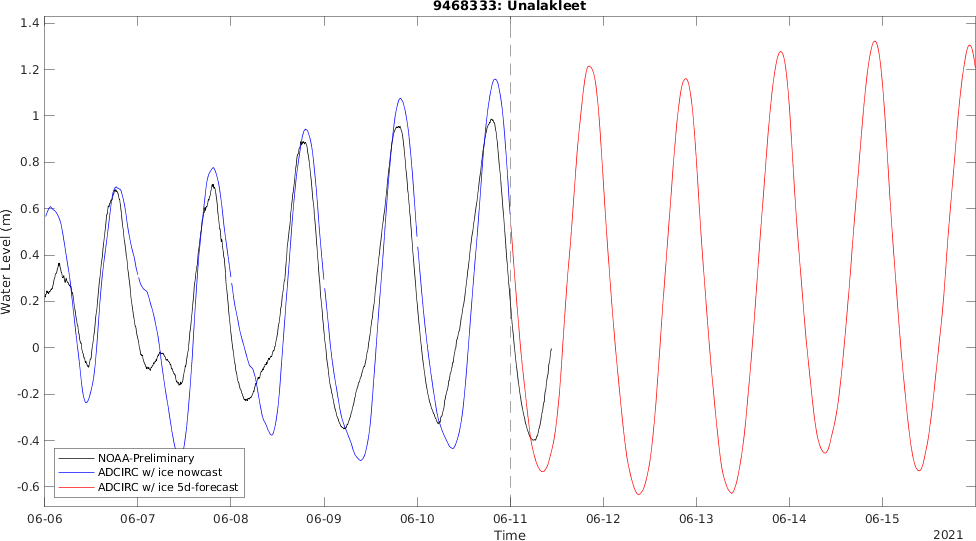 9468333: Unalakleet
1.4
1.2
1
0.8
0.6
0.4
0.2
0
-0.2
-0.4
-0.6
Water Level (m)
NOAA-Preliminary
ADCIRC w/ ice nowcast
ADCIRC w/ ice 5d-forecast
06-06 06-07 06-08 06-09 06-10 06-11 06-12 06-13 06-14 06-15
Time
2021